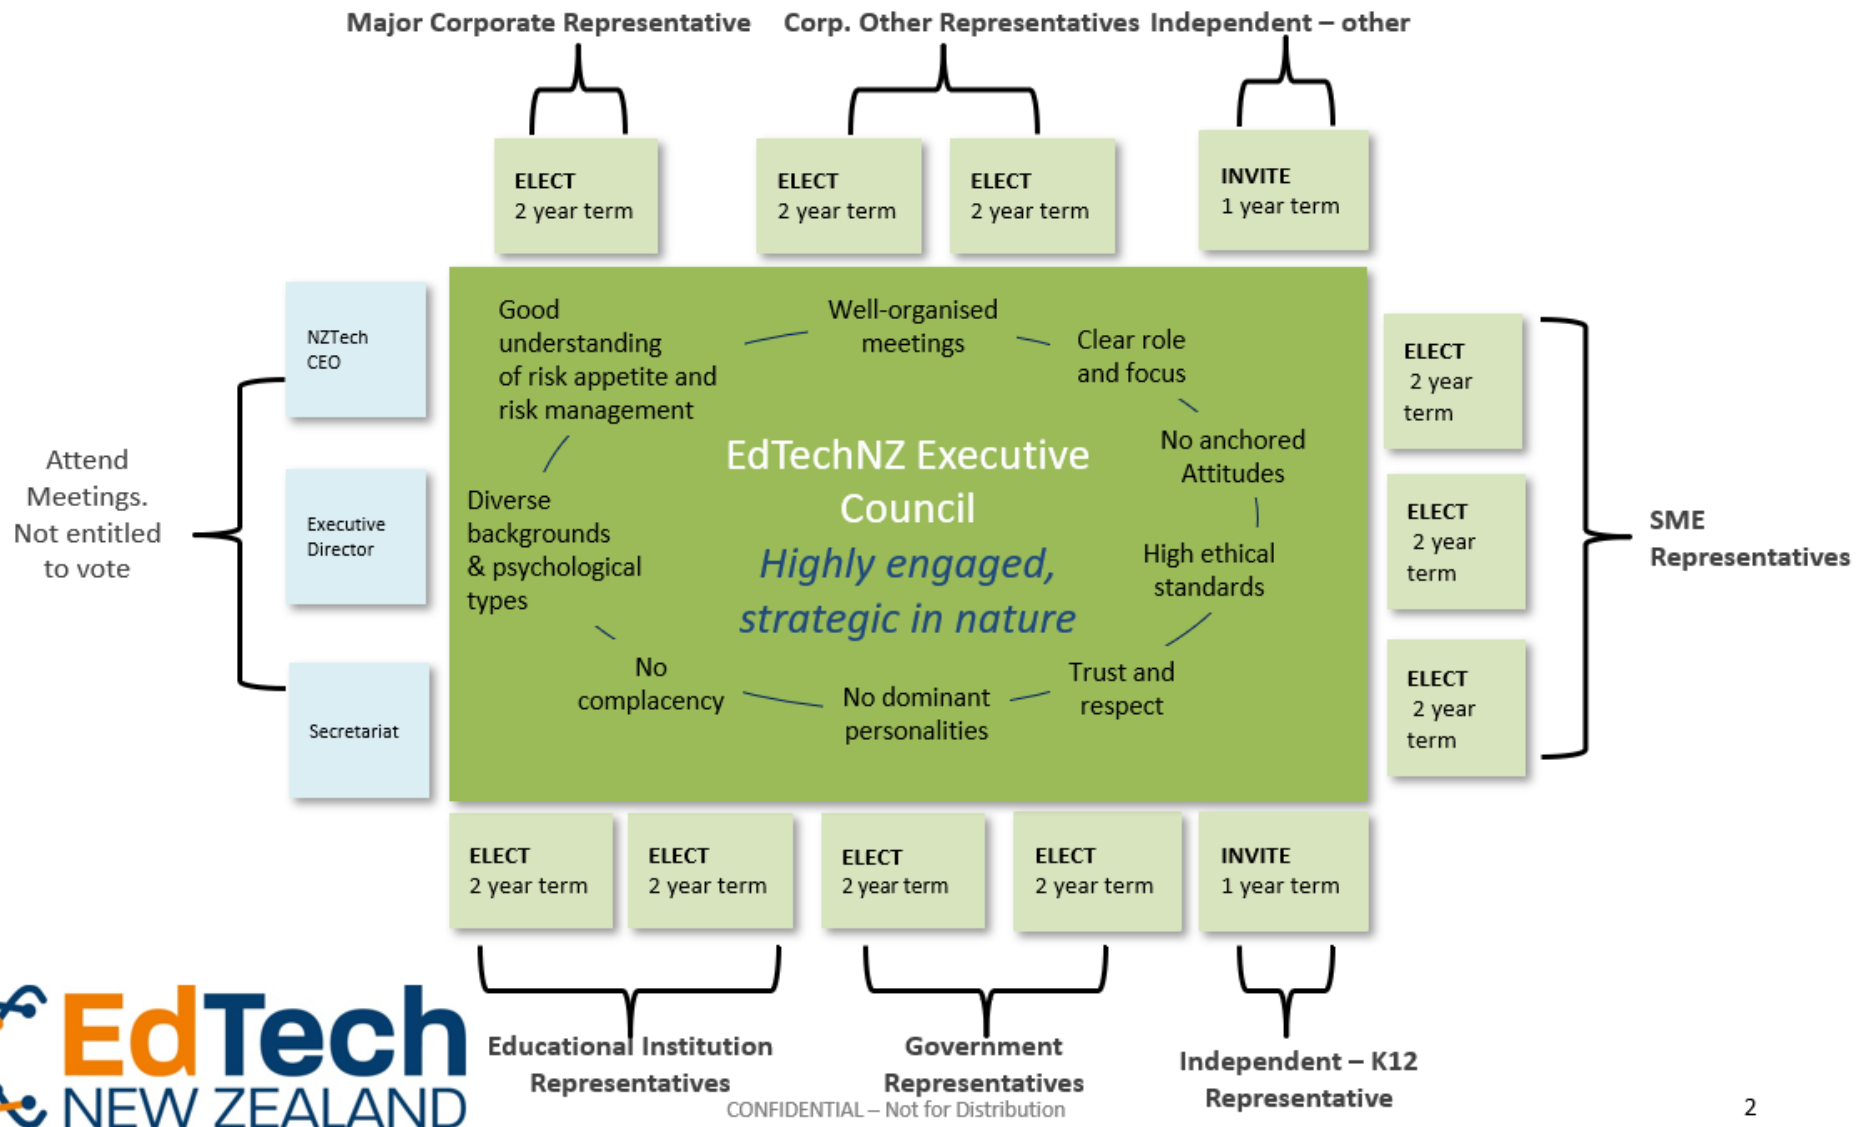 Major Corporate Representative
Corp. Other Representatives
Independent – other
ELECT
2 year term
ELECT
2 year term
ELECT
2 year term
INVITE
1 year term
NZTech
CEO
Executive
Director
Secretariat
Attend
Meetings.
Not entitled
to vote
Good
understanding
of risk appetite and
risk management
Well-organised
meetings
Clear role
and focus
No anchored
Attitudes
High ethical
standards
Trust and
respect
No dominant
personalities
No
complacency
Diverse
backgrounds
& psychological
types
EdTechNZ Executive
Council
Highly engaged,
strategic in nature
ELECT
2 year
term
ELECT
2 year
term
ELECT
2 year
term
SME
Representatives
ELECT
2 year term
ELECT
2 year term
ELECT
2 year term
ELECT
2 year term
INVITE
1 year term
Educational Institution
Representatives
Government
Representatives
Independent – K12
Representative
EdTech
NEW ZEALAND
CONFIDENTIAL – Not for Distribution
2